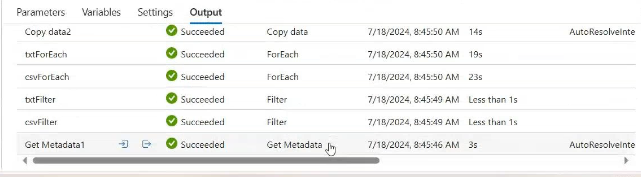 Parameters Variables Settings Output
Copy data2 Succeeded Copy data 7/18/2024, 8:45:50 AM 14s AutoResolveInte
txtForEach Succeeded ForEach 7/18/2024, 8:45:50 AM 19s
csvForEach Succeeded ForEach 7/18/2024, 8:45:50 AM 23s
txtFilter Succeeded Filter 7/18/2024, 8:45:49 AM Less than 1s
csvFilter Succeeded Filter 7/18/2024, 8:45:49 AM Less than 1s
Get Metadata1 Succeeded Get Metadata 7/18/2024, 8:45:46 AM 3s AutoResolveInte